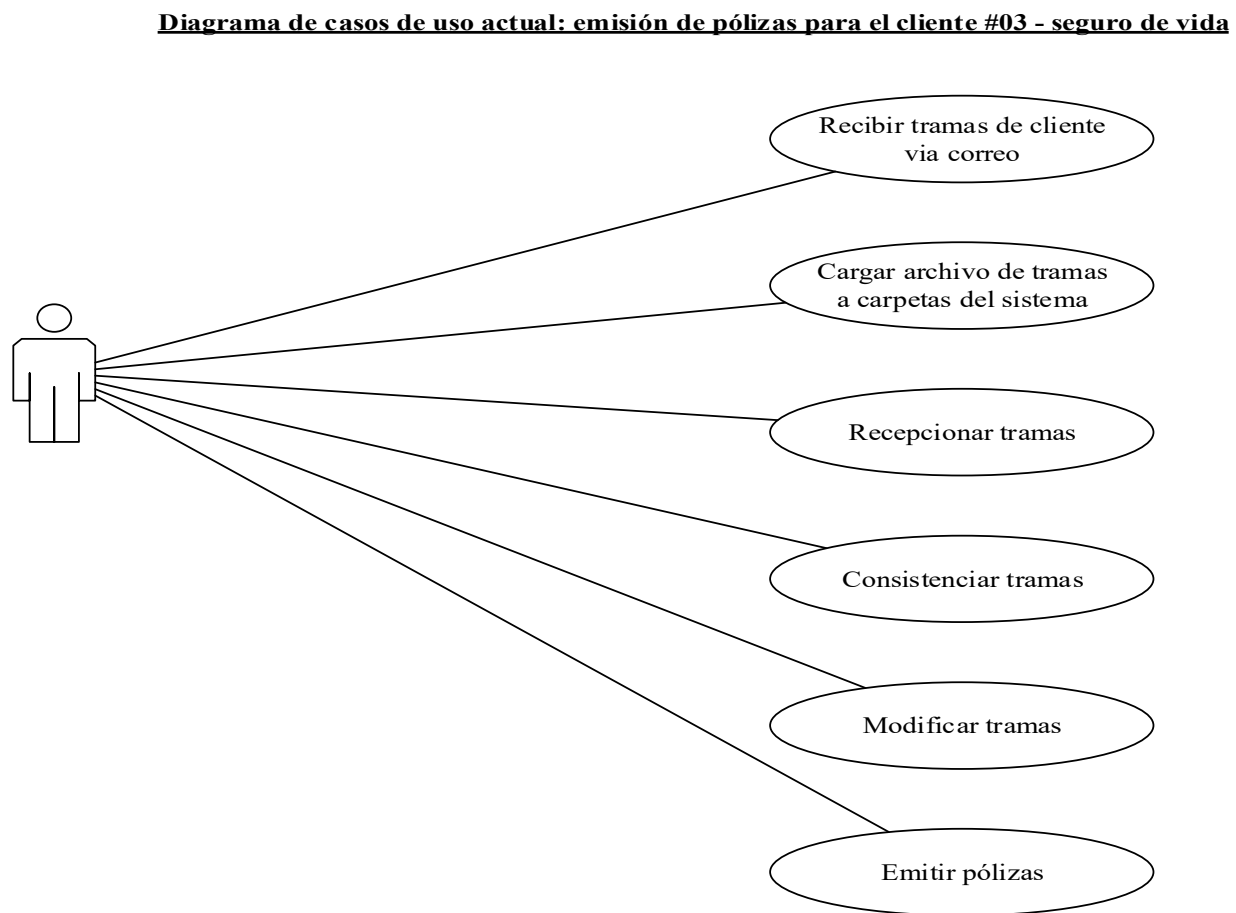 Diagrama de casos de uso actual: emisión de pólizas para el cliente #03 - seguro de vida
Recibir tramas de cliente
via correo
Cargar archivo de tramas
a carpetas del sistema
Recepcionar tramas
Consistenciar tramas
Modificar tramas
Emitir pólizas